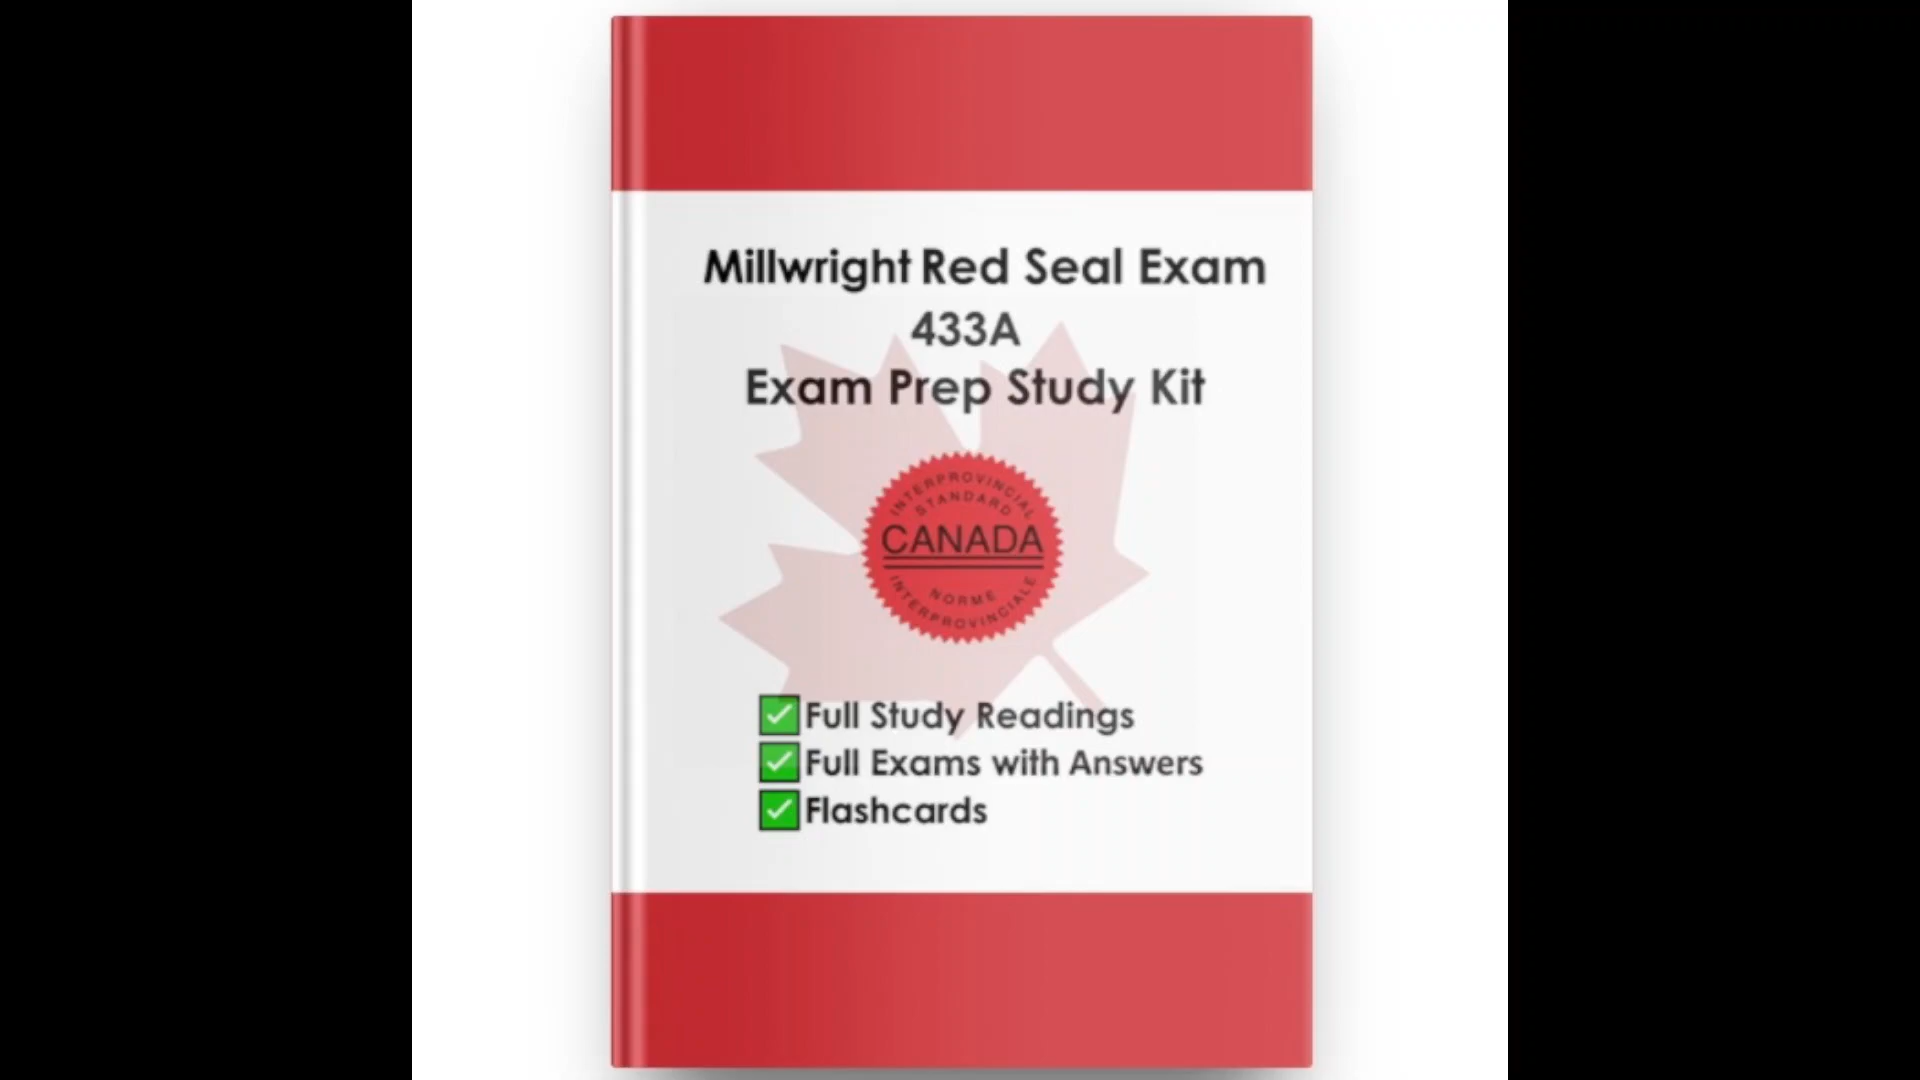 Millwright Red Seal Exam
433A
Exam Prep Study Kit
INTERPROVINCIAL
STANDARD
CANADA
NORME
INTERPROVINCIALE
Full Study Readings
Full Exams with Answers
Flashcards